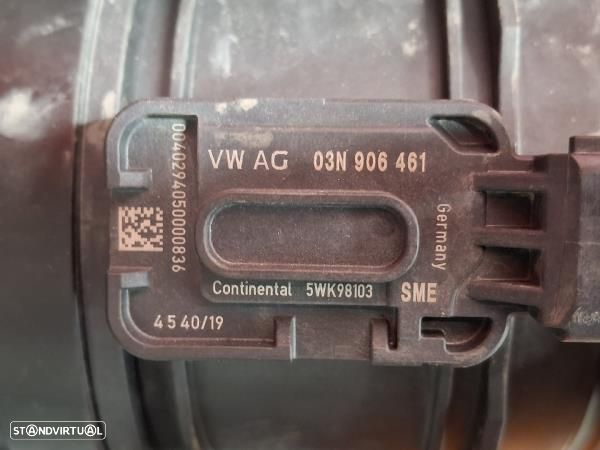 VW AG 03N 906 461
00402940500000836
Germany
Continental 5WK98103 SME
4 5 40/19
STANDVIRTUAL